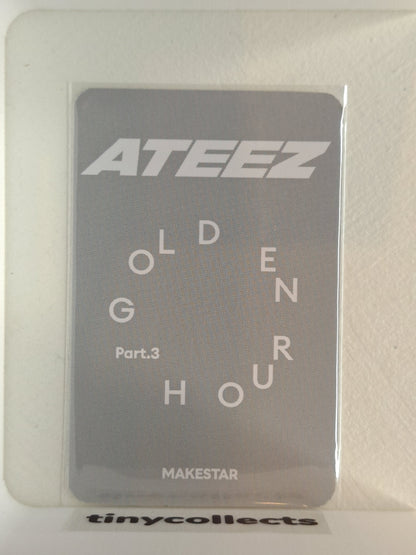 ATEEZ
GOLDEN
HOUR
Part.3
MAKESTAR
tinycollects